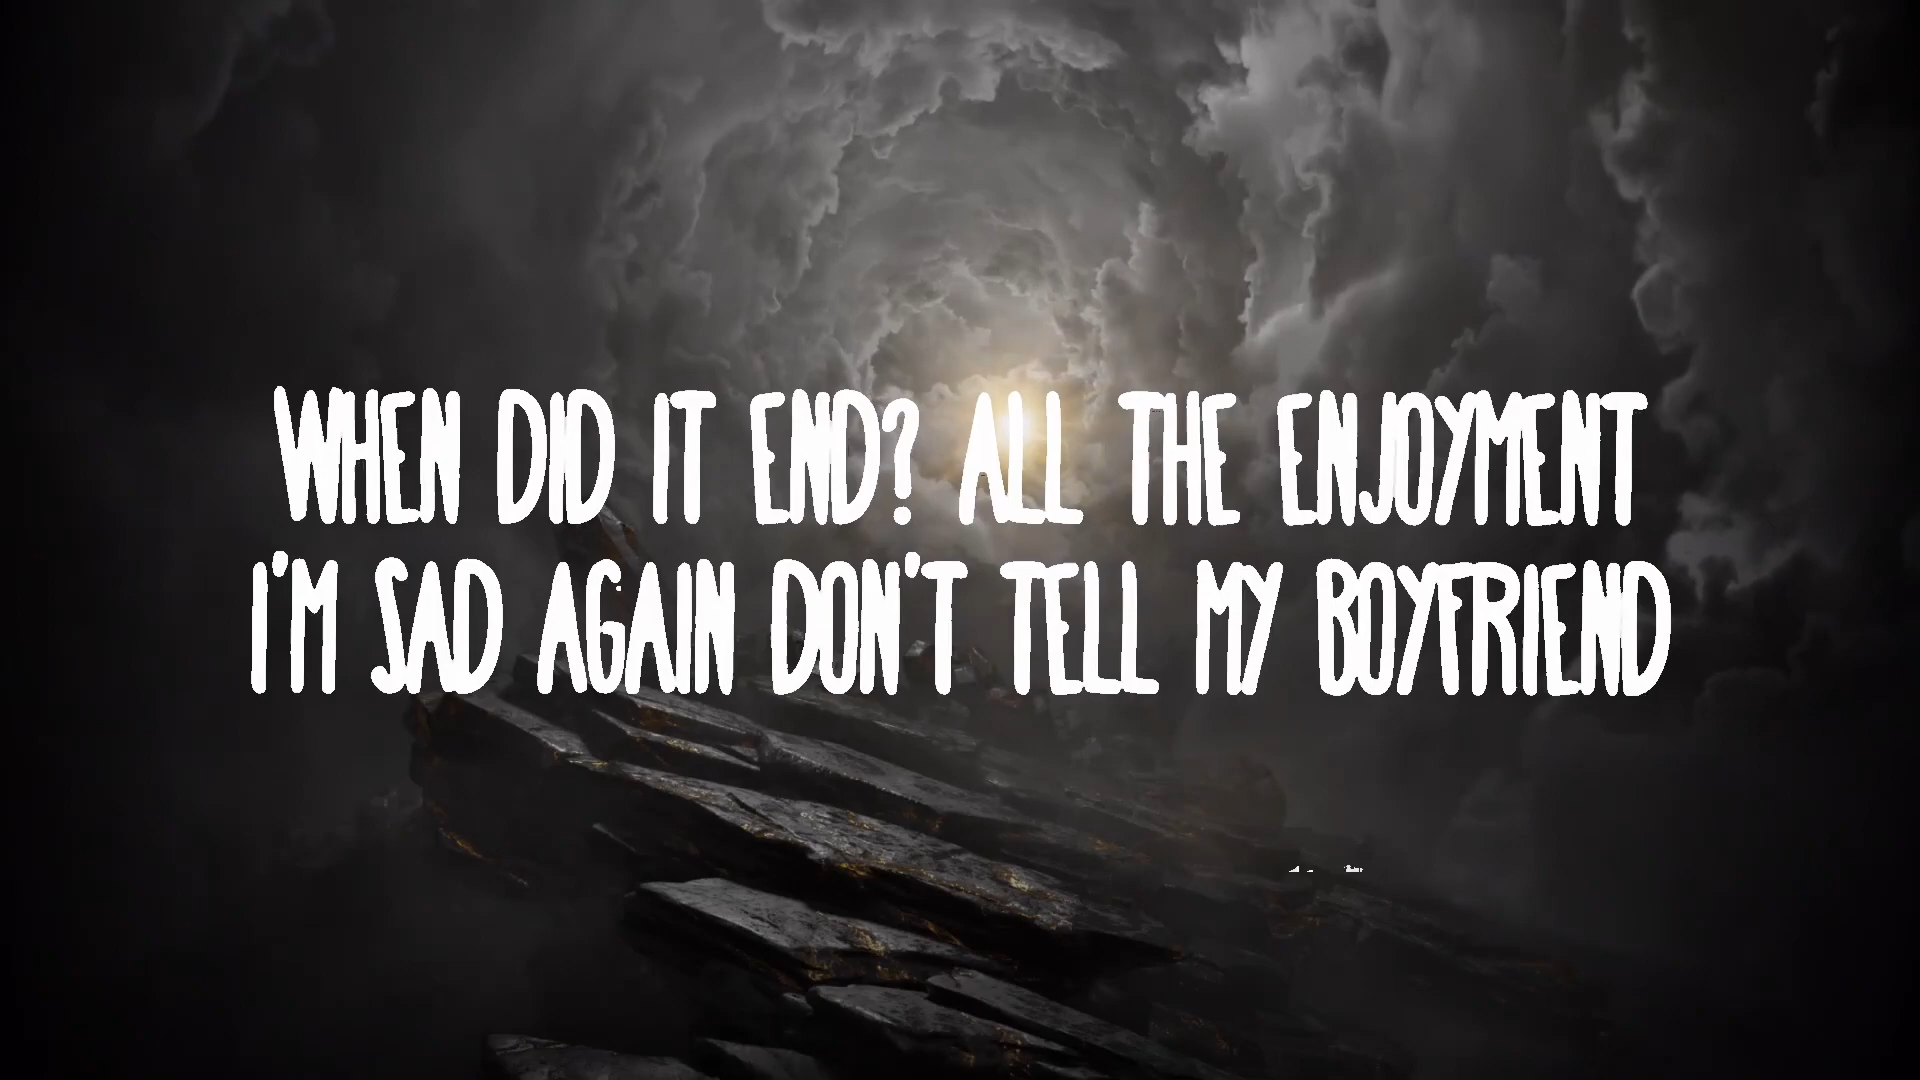 WHEN DID IT END? ALL THE ENJOYMENT
I'M SAD AGAIN DON'T TELL MY BOYFRIEND